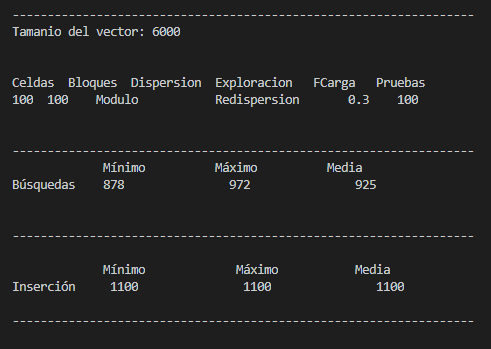 ------------------------------------------------------------------
Tamanio del vector: 6000
Celdas Bloques Dispersion Exploracion FCarga Pruebas
100 100 Modulo Redispersion 0.3 100
------------------------------------------------------------------
Mínimo Máximo Media
Búsquedas 878 972 925
------------------------------------------------------------------
Mínimo Máximo Media
Inserción 1100 1100 1100
------------------------------------------------------------------